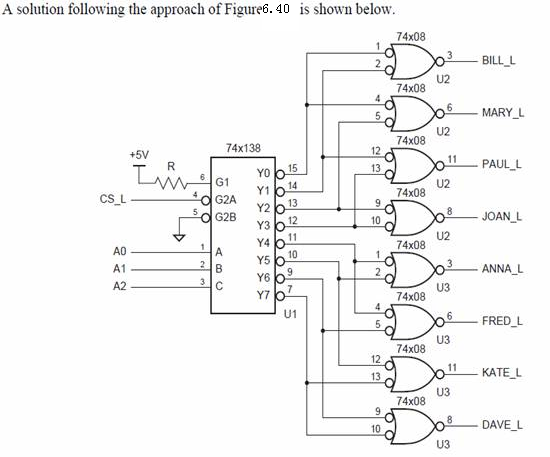 A solution following the approach of Figure6.40 is shown below.
74x08
1
2
3
BILL_L
U2
74x08
4
5
6
MARY_L
U2
74x08
12
13
11
PAUL_L
U2
74x08
9
10
8
JOAN_L
U2
74x08
1
2
3
ANNA_L
U3
74x08
4
5
6
FRED_L
U3
74x08
12
13
11
KATE_L
U3
74x08
9
10
8
DAVE_L
U3
+5V
R
CS_L
A0
A1
A2
74x138
6 G1
4 G2A
5 G2B
1 A
2 B
3 C
Y0 15
Y1 14
Y2 13
Y3 12
Y4 11
Y5 10
Y6 9
Y7 7
U1